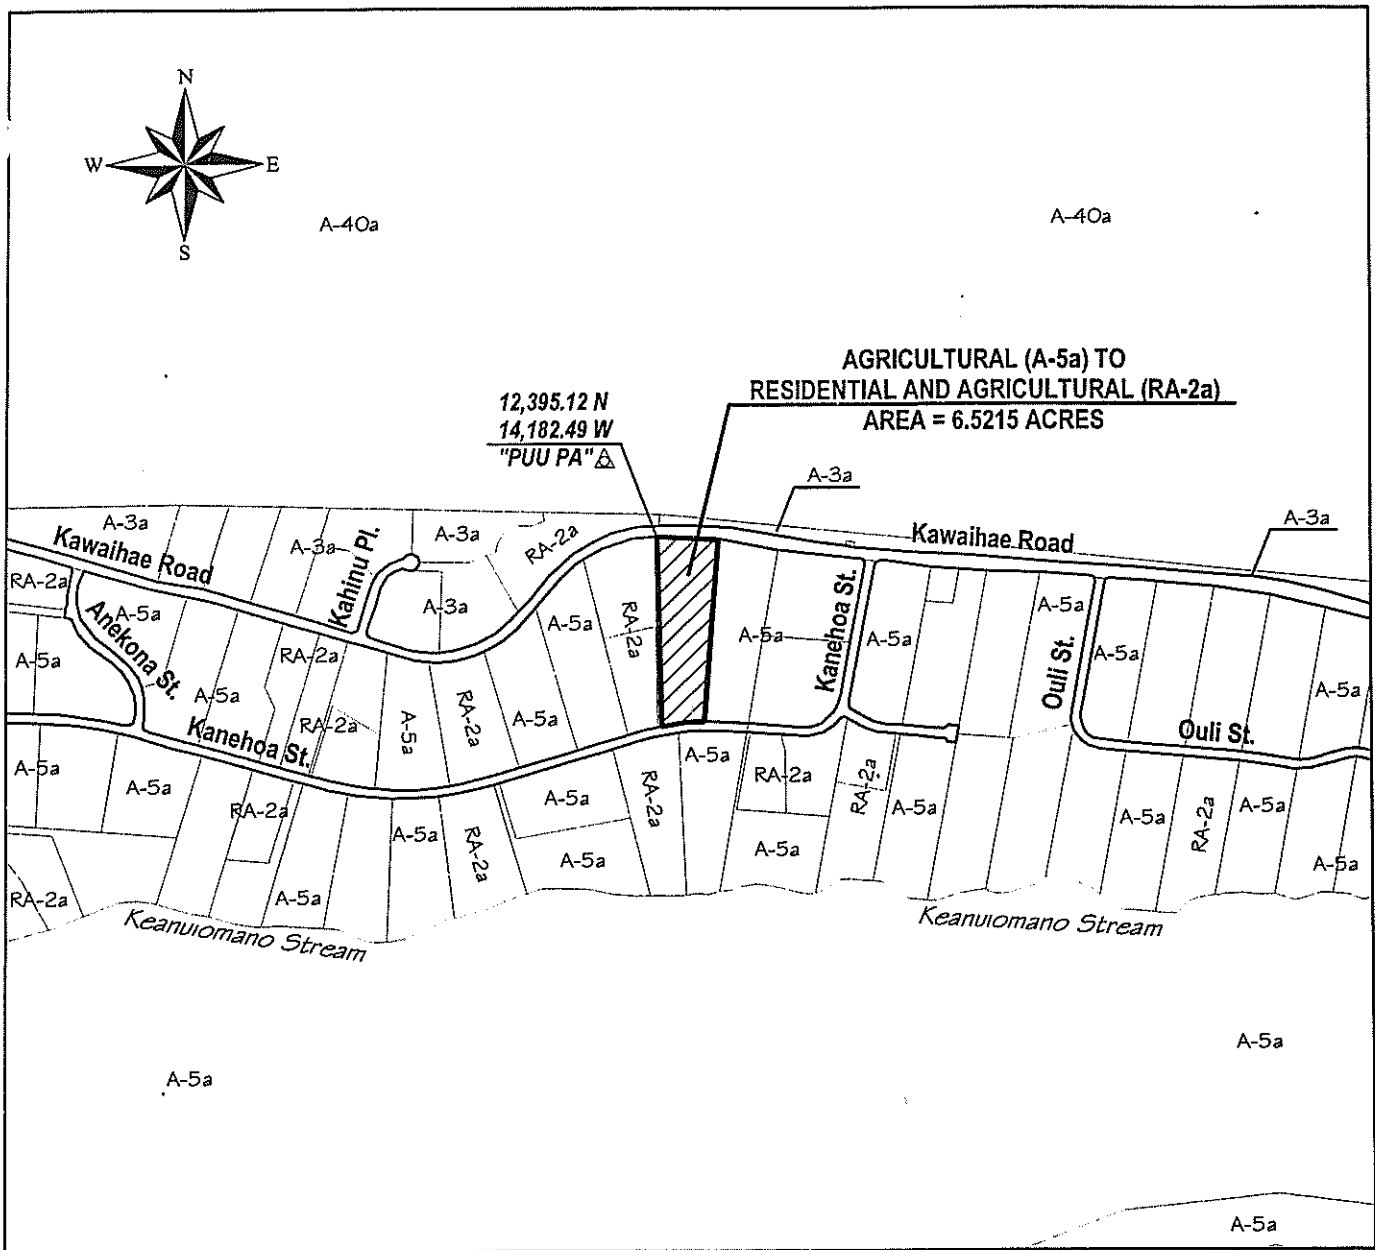 N
W
E
S
A-40a
A-40a
AGRICULTURAL (A-5a) TO
RESIDENTIAL AND AGRICULTURAL (RA-2a)
AREA = 6.5215 ACRES
12,395.12 N
14,182.49 W
"PUU PA"
A-3a
A-3a
A-3a
A-3a
A-3a
A-3a
RA-2a
Kawaihae Road
Kawaihae Road
Kahinu Pl.
RA-2a
Anekona St.
A-5a
A-5a
A-5a
RA-2a
RA-2a
A-5a
RA-2a
A-5a
A-5a
RA-2a
A-5a
Kanehoa St.
A-5a
Ouli St.
A-5a
A-5a
A-5a
Kanehoa St.
Ouli St.
A-5a
A-5a
RA-2a
A-5a
RA-2a
A-5a
RA-2a
A-5a
RA-2a
RA-2a
A-5a
A-5a
RA-2a
A-5a
A-5a
A-5a
A-5a
RA-2a
A-5a
Keanuiomano Stream
Keanuiomano Stream
A-5a
A-5a
A-5a